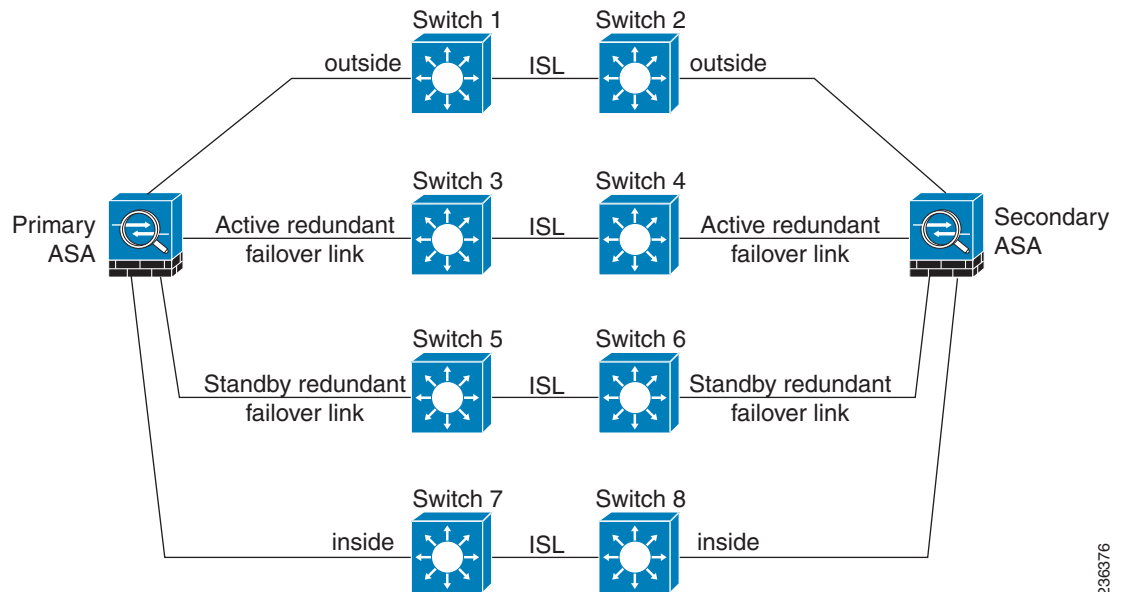 Switch 1
Switch 2
outside
ISL
outside
Switch 3
Switch 4
Primary
ASA
Active redundant
failover link
ISL
Active redundant
failover link
Secondary
ASA
Switch 5
Switch 6
Standby redundant
failover link
ISL
Standby redundant
failover link
Switch 7
Switch 8
inside
ISL
inside
236376